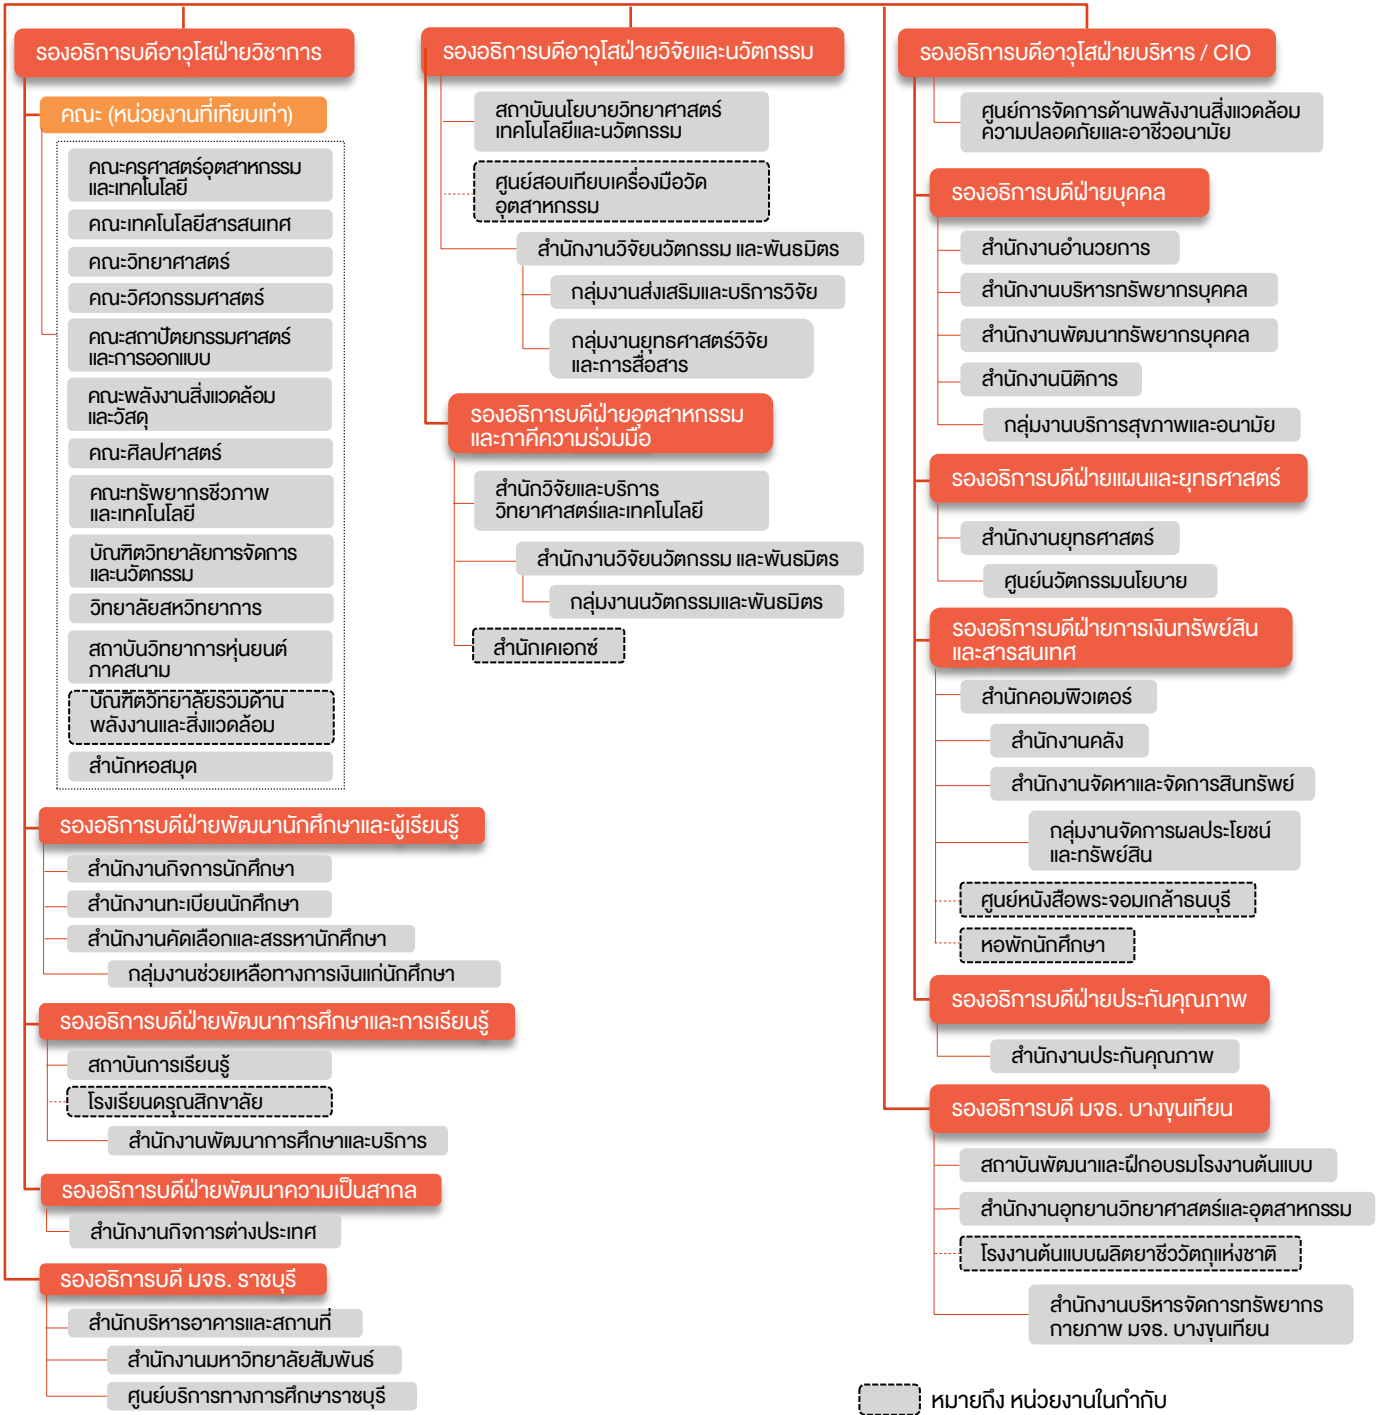 รองอธิการบดีอาวุโสฝ่ายวิชาการ
คณะ (หน่วยงานที่เทียบเท่า)
คณะครุศาสตร์อุตสาหกรรม
และเทคโนโลยี
คณะเทคโนโลยีสารสนเทศ
คณะวิทยาศาสตร์
คณะวิศวกรรมศาสตร์
คณะสถาปัตยกรรมศาสตร์
และการออกแบบ
คณะพลังงานสิ่งแวดล้อม
และวัสดุ
คณะศิลปศาสตร์
คณะทรัพยากรชีวภาพ
และเทคโนโลยี
บัณฑิตวิทยาลัยการจัดการ
และนวัตกรรม
วิทยาลัยสหวิทยาการ
สถาบันวิทยาการหุ่นยนต์
ภาคสนาม
บัณฑิตวิทยาลัยร่วมด้าน
พลังงานและสิ่งแวดล้อม
สำนักหอสมุด
รองอธิการบดีฝ่ายพัฒนานักศึกษาและผู้เรียนรู้
สำนักงานกิจการนักศึกษา
สำนักงานทะเบียนนักศึกษา
สำนักงานคัดเลือกและสรรหานักศึกษา
กลุ่มงานช่วยเหลือทางการเงินแก่นักศึกษา
รองอธิการบดีฝ่ายพัฒนาการศึกษาและการเรียนรู้
สถาบันการเรียนรู้
โรงเรียนดรุณสิกขาลัย
สำนักงานพัฒนาการศึกษาและบริการ
รองอธิการบดีฝ่ายพัฒนาความเป็นสากล
สำนักงานกิจการต่างประเทศ
รองอธิการบดี มจธ. ราชบุรี
สำนักบริหารอาคารและสถานที่
สำนักงานมหาวิทยาลัยสัมพันธ์
ศูนย์บริการทางการศึกษาราชบุรี
รองอธิการบดีอาวุโสฝ่ายวิจัยและนวัตกรรม
สถาบันนโยบายวิทยาศาสตร์
เทคโนโลยีและนวัตกรรม
ศูนย์สอบเทียบเครื่องมือวัด
อุตสาหกรรม
สำนักงานวิจัยนวัตกรรม และพันธมิตร
กลุ่มงานส่งเสริมและบริการวิจัย
กลุ่มงานยุทธศาสตร์วิจัย
และการสื่อสาร
รองอธิการบดีฝ่ายอุตสาหกรรม
และภาคีความร่วมมือ
สำนักวิจัยและบริการ
วิทยาศาสตร์และเทคโนโลยี
สำนักงานวิจัยนวัตกรรม และพันธมิตร
กลุ่มงานนวัตกรรมและพันธมิตร
สำนักเคเอกซ์
รองอธิการบดีอาวุโสฝ่ายบริหาร / CIO
ศูนย์การจัดการด้านพลังงานสิ่งแวดล้อม
ความปลอดภัยและอาชีวอนามัย
รองอธิการบดีฝ่ายบุคคล
สำนักงานอำนวยการ
สำนักงานบริหารทรัพยากรบุคคล
สำนักงานพัฒนาทรัพยากรบุคคล
สำนักงานนิติการ
กลุ่มงานบริการสุขภาพและอนามัย
รองอธิการบดีฝ่ายแผนและยุทธศาสตร์
สำนักงานยุทธศาสตร์
ศูนย์นวัตกรรมนโยบาย
รองอธิการบดีฝ่ายการเงินทรัพย์สิน
และสารสนเทศ
สำนักคอมพิวเตอร์
สำนักงานคลัง
สำนักงานจัดหาและจัดการสินทรัพย์
กลุ่มงานจัดการผลประโยชน์
และทรัพย์สิน
ศูนย์หนังสือพระจอมเกล้าธนบุรี
หอพักนักศึกษา
รองอธิการบดีฝ่ายประกันคุณภาพ
สำนักงานประกันคุณภาพ
รองอธิการบดี มจธ. บางขุนเทียน
สถาบันพัฒนาและฝึกอบรมโรงงานต้นแบบ
สำนักงานอุทยานวิทยาศาสตร์และอุตสาหกรรม
โรงงานต้นแบบผลิตยาชีววัตถุแห่งชาติ
สำนักงานบริหารจัดการทรัพยากร
กายภาพ มจธ. บางขุนเทียน
หมายถึง หน่วยงานในกำกับ